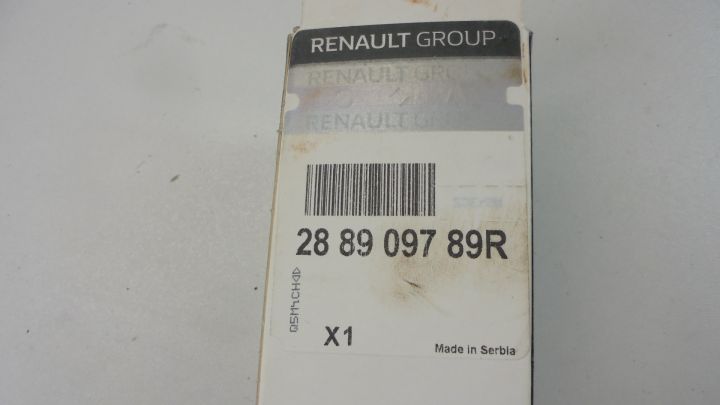 RENAULT GROUP
RENAULT GROUP
RENAULT GROUP
28 89 097 89R
X1
Made in Serbia